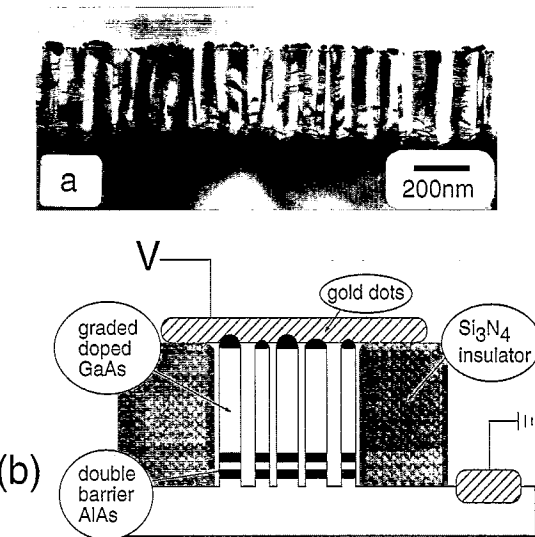 a
200nm
V
gold dots
graded
doped
GaAs
Si₃N₄
insulator
(b)
double
barrier
AlAs